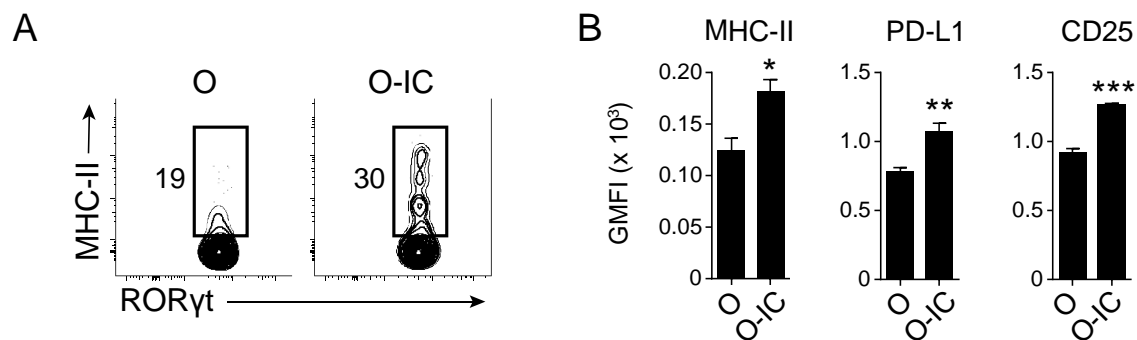 A
O
O-IC
MHC-II
19
30
RORγt
B
MHC-II
PD-L1
CD25
GMFI (x 10³)
0.20
0.15
0.10
0.05
0
*
O
O-IC
1.5
1.0
0.5
0
**
O
O-IC
1.5
1.0
0.5
0
***
O
O-IC